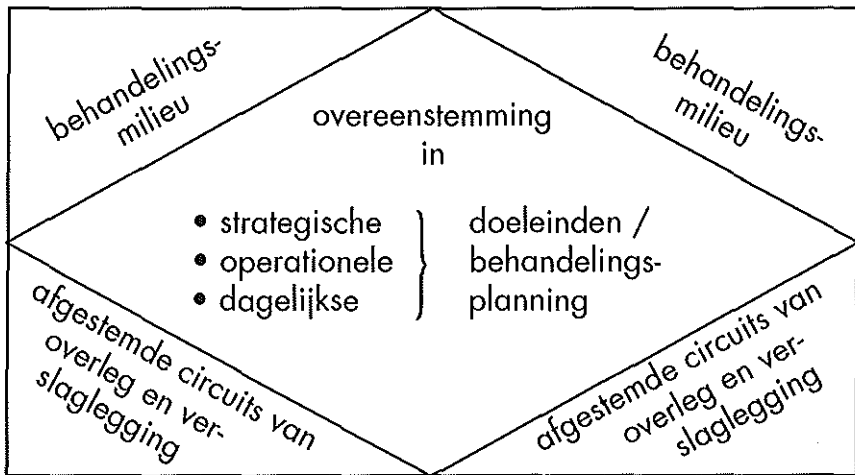 behandelings-
milieu
behandelings-
milieu
overeenstemming
in
• strategische
• operationele
• dagelijkse
doeleinden /
behandelings-
planning
afgestemde circuits van
overleg en ver-
slaglegging
afgestemde circuits van
overleg en ver-
slaglegging